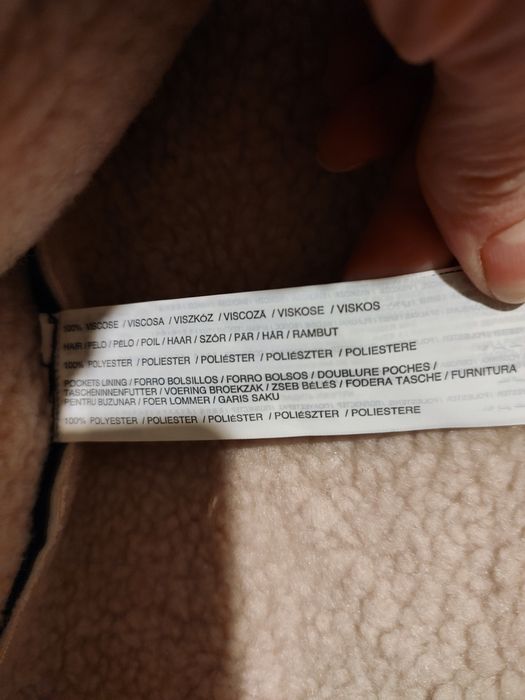 100% VISCOSE / VISCOSA / VISZKÓZ / VISCOZĂ / VISKOSE / VISKOS
HAIR / PELO / PÊLO / POIL / HAAR / SZŐR / PĂR / HÅR / RAMBUT
100% POLYESTER / POLIESTER / POLIÉSTER / POLIÉSZTER / POLIESTERE
POCKETS LINING / FORRO BOLSILLOS / FORRO BOLSOS / DOUBLURE POCHES /
TASCHENINNENFUTTER / VOERING BROEKZAK / ZSEB BÉLÉS / FODERA TASCHE / FURNITURA
PENTRU BUZUNAR / FOER LOMMER / GARIS SAKU
100% POLYESTER / POLIESTER / POLIÉSTER / POLIÉSZTER / POLIESTERE